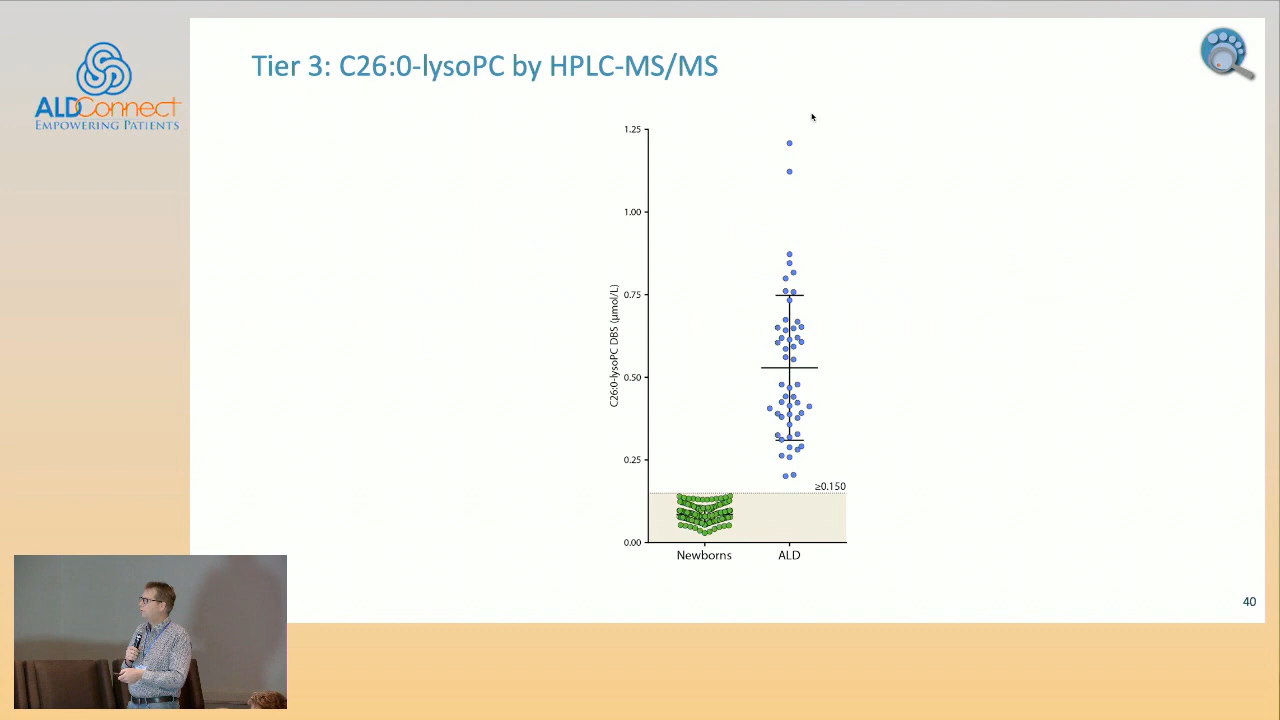 Tier 3: C26:0-lysoPC by HPLC-MS/MS
ALDConnect
EMPOWERING PATIENTS
1.25
1.00
0.75
0.50
0.25
0.00
C26:0-lysoPC DBS (μmol/L)
≥0.150
Newborns
ALD
40